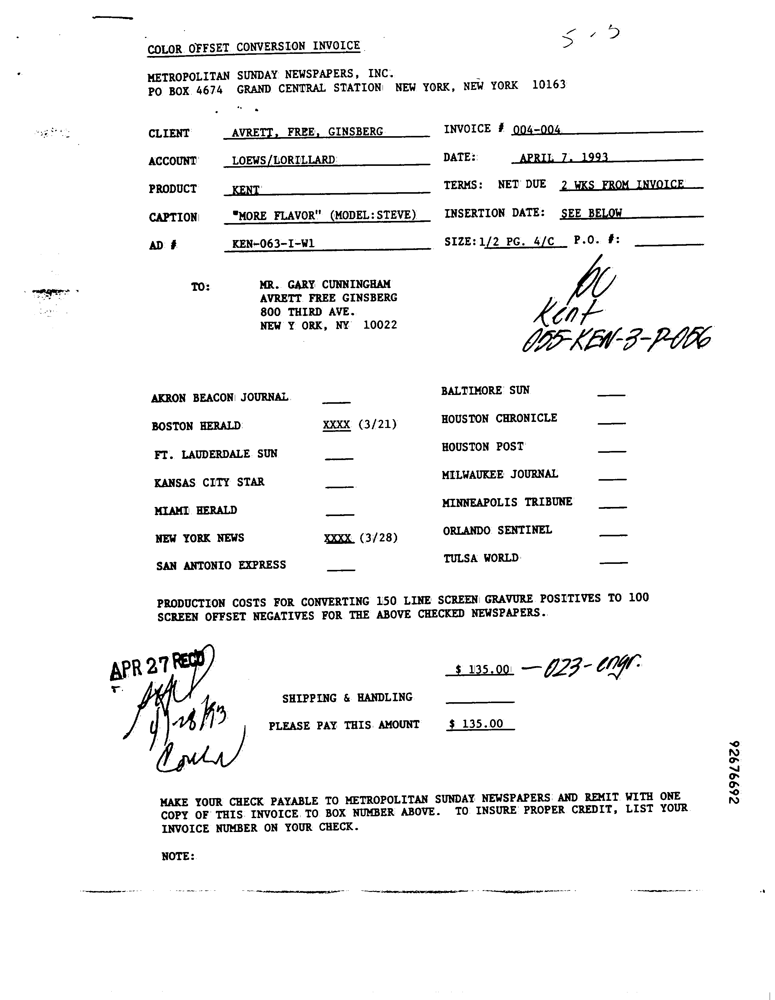 5-5
COLOR OFFSET CONVERSION INVOICE
METROPOLITAN SUNDAY NEWSPAPERS, INC.
PO BOX 4674 GRAND CENTRAL STATION NEW YORK, NEW YORK 10163
CLIENT AVRETT, FREE, GINSBERG INVOICE # 004-004
ACCOUNT LOEWS/LORILLARD DATE: APRIL 7, 1993
PRODUCT KENT TERMS: NET DUE 2 WKS FROM INVOICE
CAPTION "MORE FLAVOR" (MODEL:STEVE) INSERTION DATE: SEE BELOW
AD # KEN-063-I-W1 SIZE: 1/2 PG. 4/C P.O. #:
TO: MR. GARY CUNNINGHAM
AVRETT FREE GINSBERG
800 THIRD AVE.
NEW Y ORK, NY 10022
Kent
055-KEN-3-P-056
AKRON BEACON JOURNAL BALTIMORE SUN
BOSTON HERALD XXXX (3/21) HOUSTON CHRONICLE
FT. LAUDERDALE SUN HOUSTON POST
KANSAS CITY STAR MILWAUKEE JOURNAL
MIAMI HERALD MINNEAPOLIS TRIBUNE
NEW YORK NEWS XXXX (3/28) ORLANDO SENTINEL
SAN ANTONIO EXPRESS TULSA WORLD
PRODUCTION COSTS FOR CONVERTING 150 LINE SCREEN GRAVURE POSITIVES TO 100
SCREEN OFFSET NEGATIVES FOR THE ABOVE CHECKED NEWSPAPERS.
APR 27 REC'D
$ 135.00 - 023-engr.
SHIPPING & HANDLING
4/28/93
PLEASE PAY THIS AMOUNT $ 135.00
92676692
MAKE YOUR CHECK PAYABLE TO METROPOLITAN SUNDAY NEWSPAPERS AND REMIT WITH ONE
COPY OF THIS INVOICE TO BOX NUMBER ABOVE. TO INSURE PROPER CREDIT, LIST YOUR
INVOICE NUMBER ON YOUR CHECK.
NOTE: